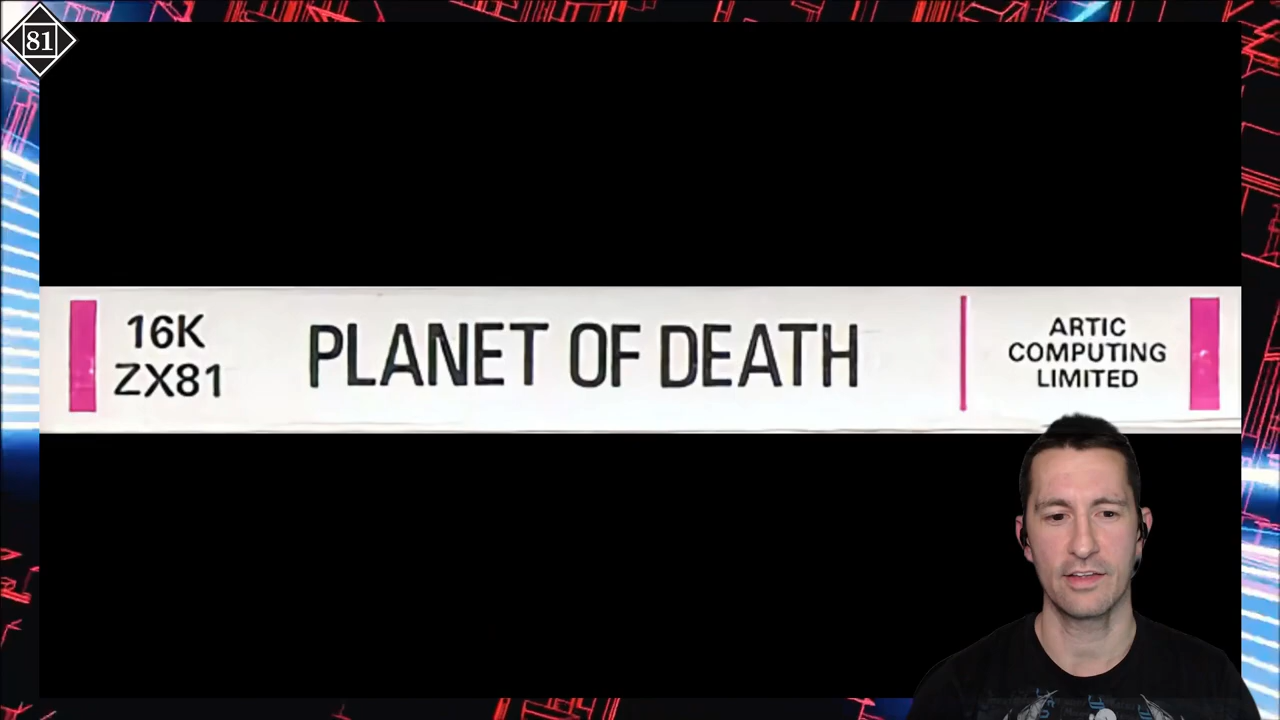 81
16K
ZX81
PLANET OF DEATH
ARTIC
COMPUTING
LIMITED